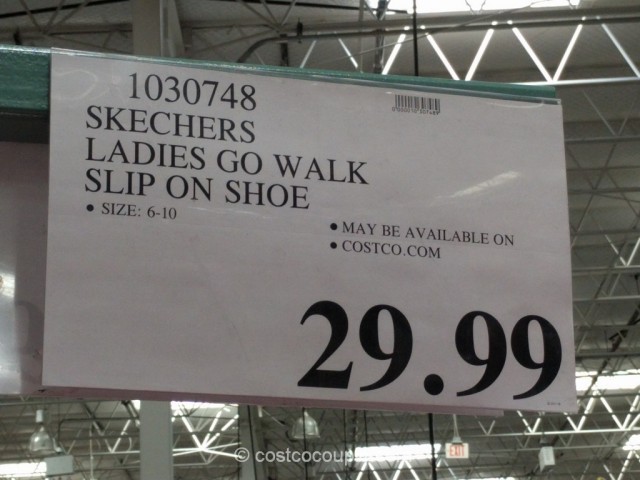 1030748
SKECHERS
LADIES GO WALK
SLIP ON SHOE
• SIZE: 6-10
• MAY BE AVAILABLE ON
• COSTCO.COM
29.99
EXIT
© costcocoup